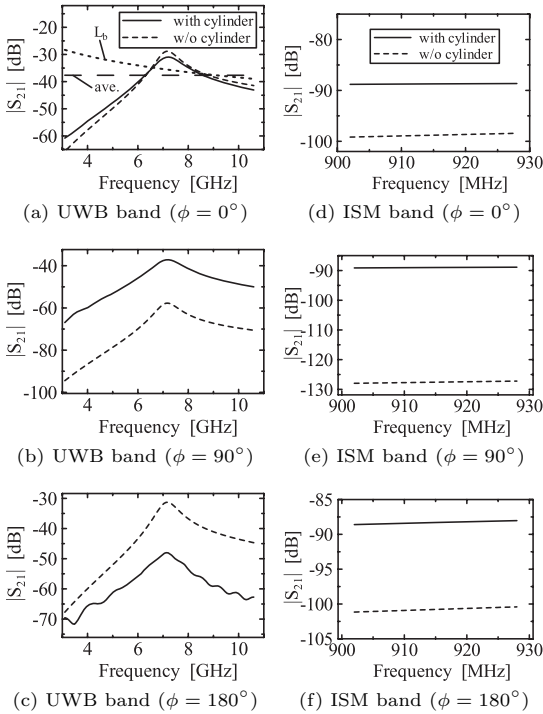 |S21| [dB]
-20
-30
-40
-50
-60
Lb
ave.
with cylinder
w/o cylinder
4 6 8 10
Frequency [GHz]
(a) UWB band (ϕ = 0°)
|S21| [dB]
-80
-90
-100
with cylinder
w/o cylinder
900 910 920 930
Frequency [MHz]
(d) ISM band (ϕ = 0°)
|S21| [dB]
-40
-60
-80
-100
4 6 8 10
Frequency [GHz]
(b) UWB band (ϕ = 90°)
|S21| [dB]
-90
-100
-110
-120
-130
900 910 920 930
Frequency [MHz]
(e) ISM band (ϕ = 90°)
|S21| [dB]
-30
-40
-50
-60
-70
4 6 8 10
Frequency [GHz]
(c) UWB band (ϕ = 180°)
|S21| [dB]
-85
-90
-95
-100
-105
900 910 920 930
Frequency [MHz]
(f) ISM band (ϕ = 180°)